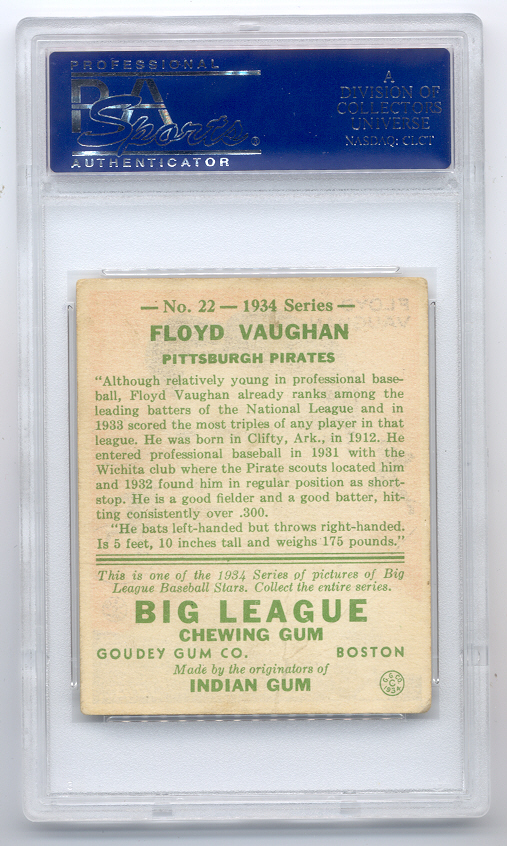 PROFESSIONAL
PSA
Sports
AUTHENTICATOR
A
DIVISION OF
COLLECTORS
UNIVERSE
NASDAQ: CLCT
— No. 22 — 1934 Series —
FLOYD VAUGHAN
PITTSBURGH PIRATES
"Although relatively young in professional base-
ball, Floyd Vaughan already ranks among the
leading batters of the National League and in
1933 scored the most triples of any player in that
league. He was born in Clifty, Ark., in 1912. He
entered professional baseball in 1931 with the
Wichita club where the Pirate scouts located him
and 1932 found him in regular position as short-
stop. He is a good fielder and a good batter, hit-
ting consistently over .300.
"He bats left-handed but throws right-handed.
Is 5 feet, 10 inches tall and weighs 175 pounds."
This is one of the 1934 Series of pictures of Big
League Baseball Stars. Collect the entire series.
BIG LEAGUE
CHEWING GUM
GOUDEY GUM CO. BOSTON
Made by the originators of
INDIAN GUM
G.G.CO.
C
1934